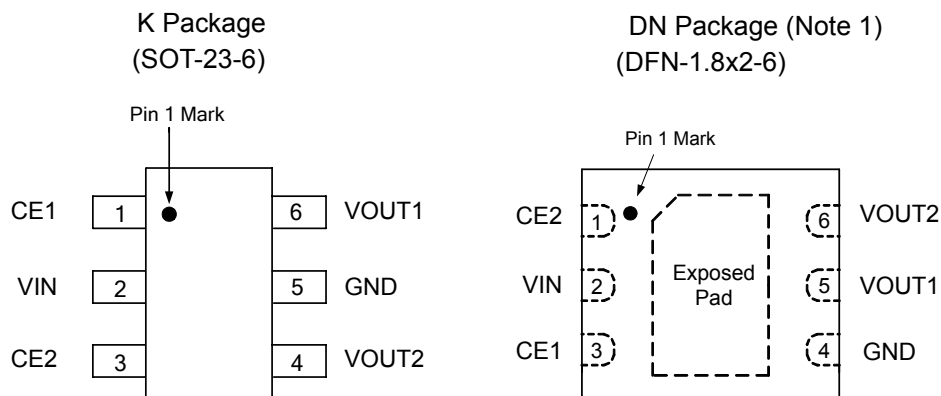 K Package
(SOT-23-6)
Pin 1 Mark
CE1 1 6 VOUT1
VIN 2 5 GND
CE2 3 4 VOUT2
DN Package (Note 1)
(DFN-1.8x2-6)
Pin 1 Mark
CE2 1 6 VOUT2
VIN 2 Exposed Pad 5 VOUT1
CE1 3 4 GND